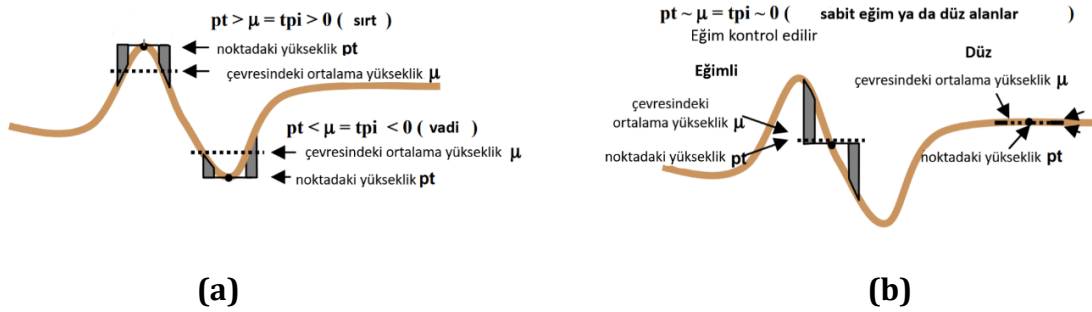 pt > μ = tpi > 0 ( sırt )
noktadaki yükseklik pt
çevresindeki ortalama yükseklik μ
pt < μ = tpi < 0 ( vadi )
çevresindeki ortalama yükseklik μ
noktadaki yükseklik pt
(a)
pt ~ μ = tpi ~ 0 ( sabit eğim ya da düz alanlar )
Eğim kontrol edilir
Eğimli
çevresindeki
ortalama yükseklik μ
noktadaki yükseklik pt
Düz
çevresindeki ortalama yükseklik μ
noktadaki yükseklik pt
(b)